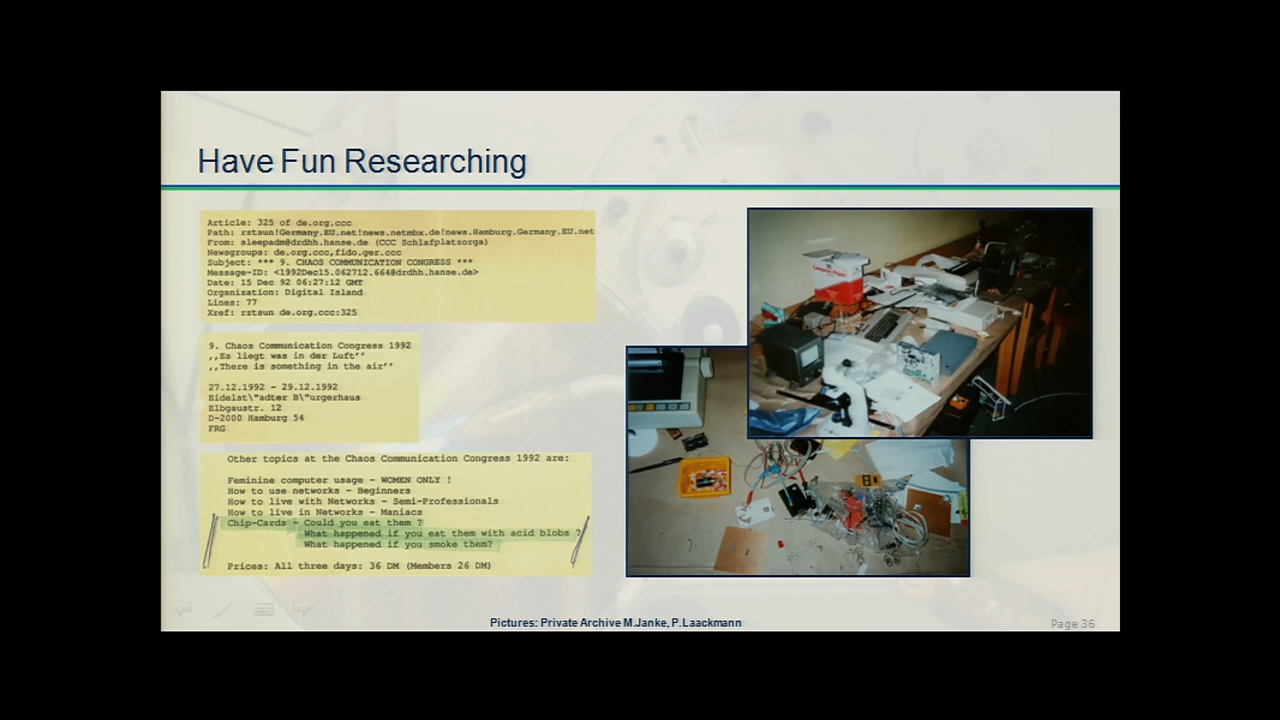 Have Fun Researching
Article: 325 of de.org.ccc
Path: rztsun!Germany.EU.net!news.netmbx.de!news.Hamburg.Germany.EU.net
From: sleepadm@drdhh.hanse.de (CCC Schlafplatzorga)
Newsgroups: de.org.ccc,fido.ger.ccc
Subject: *** 9. CHAOS COMMUNICATION CONGRESS ***
Message-ID: <1992Dec15.062712.664@drdhh.hanse.de>
Date: 15 Dec 92 06:27:12 GMT
Organization: Digital Island
Lines: 77
Xref: rztsun de.org.ccc:325
9. Chaos Communication Congress 1992
,,Es liegt was in der Luft''
,,There is something in the air''
27.12.1992 - 29.12.1992
Eidelst\"adter B\"urgerhaus
Elbgaustr. 12
D-2000 Hamburg 54
FRG
Other topics at the Chaos Communication Congress 1992 are:
Feminine computer usage - WOMEN ONLY !
How to use networks - Beginners
How to live with Networks - Semi-Professionals
How to live in Networks - Maniacs
Chip-Cards - Could you eat them ?
What happened if you eat them with acid blobs ?
What happened if you smoke them?
Prices: All three days: 36 DM (Members 26 DM)
Pictures: Private Archive M.Janke, P.Laackmann
Page 36